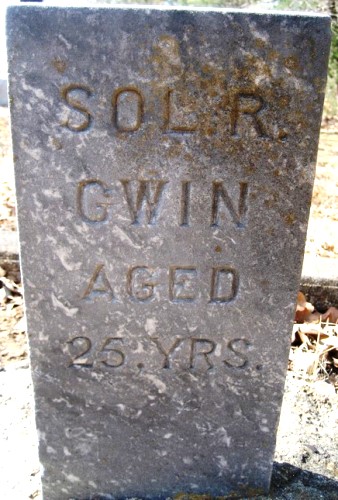 SOL. R.
GWIN
AGED
25. YRS.